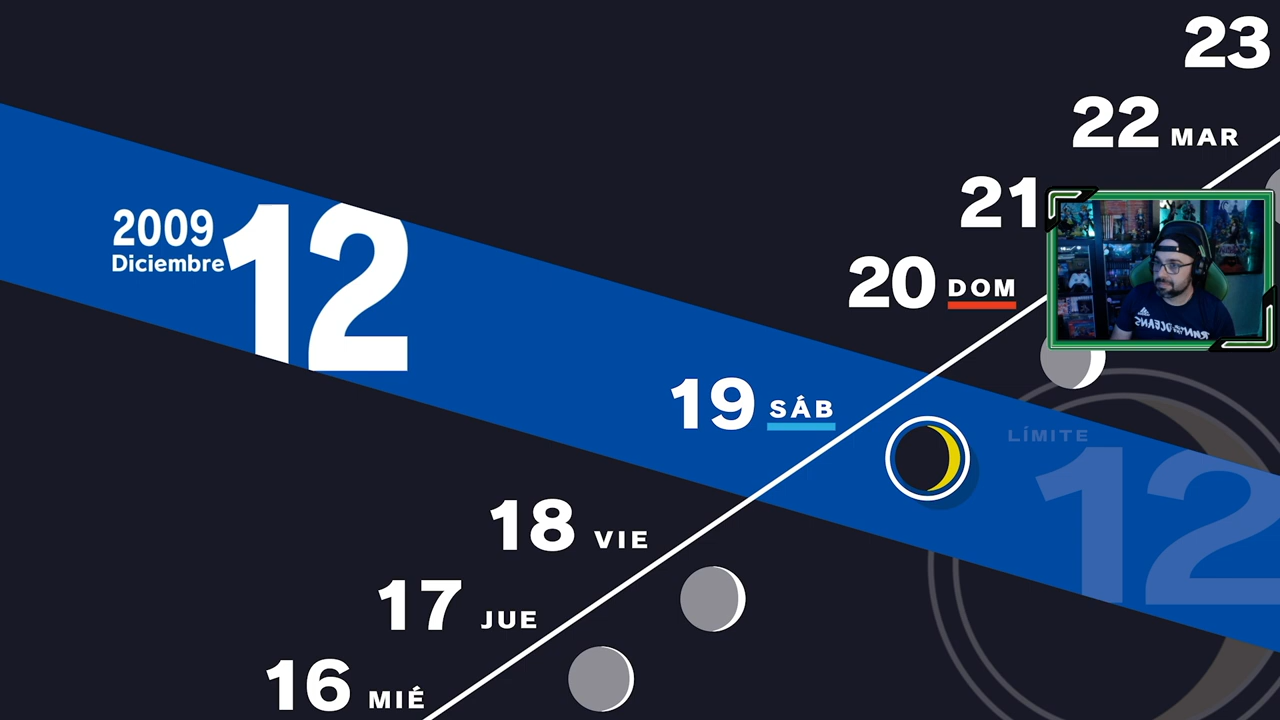 23
22 MAR
21
20 DOM
2009
Diciembre
12
19 SÁB
LÍMITE
12
18 VIE
17 JUE
16 MIÉ